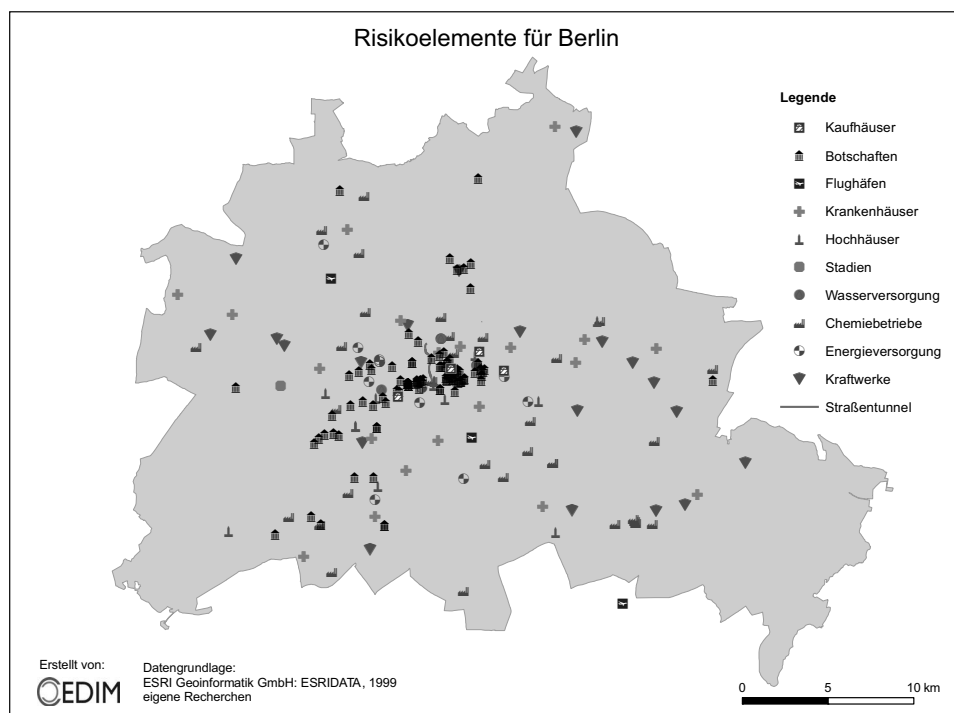 Risikoelemente für Berlin
Legende
Kaufhäuser
Botschaften
Flughäfen
Krankenhäuser
Hochhäuser
Stadien
Wasserversorgung
Chemiebetriebe
Energieversorgung
Kraftwerke
Straßentunnel
Erstellt von:
CEDIM
Datengrundlage:
ESRI Geoinformatik GmbH: ESRIDATA, 1999
eigene Recherchen
0 5 10 km